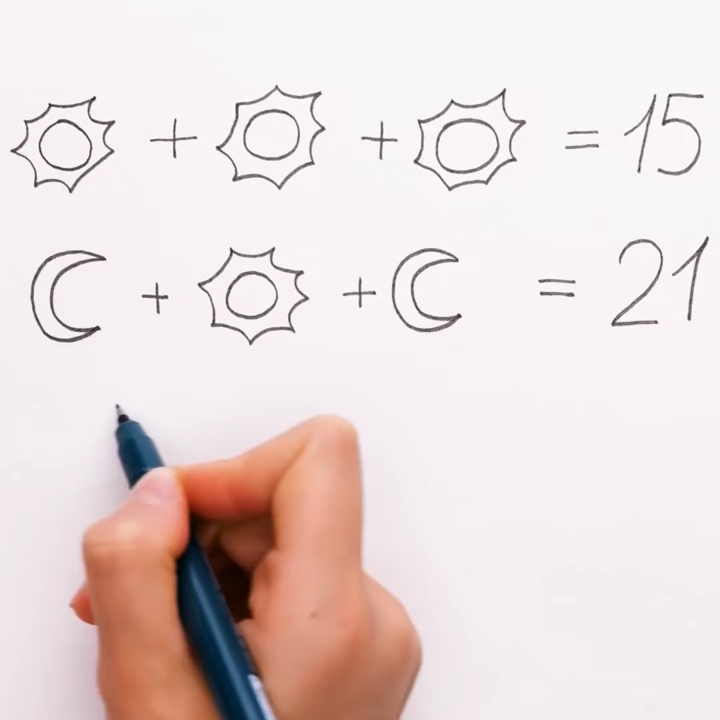 + + = 15
+ + = 21